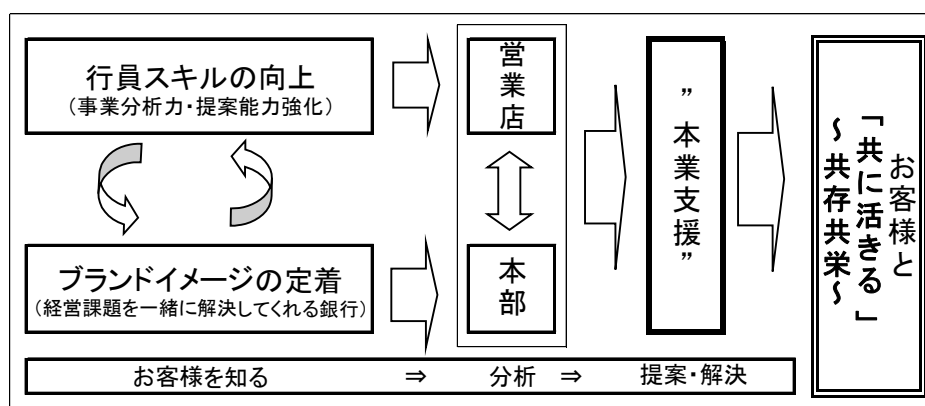 行員スキルの向上
（事業分析力・提案能力強化）
ブランドイメージの定着
（経営課題を一緒に解決してくれる銀行）
営業店
本部
”本業支援”
お客様と
「共に活きる」
～共存共栄～
お客様を知る ⇒ 分析 ⇒ 提案・解決